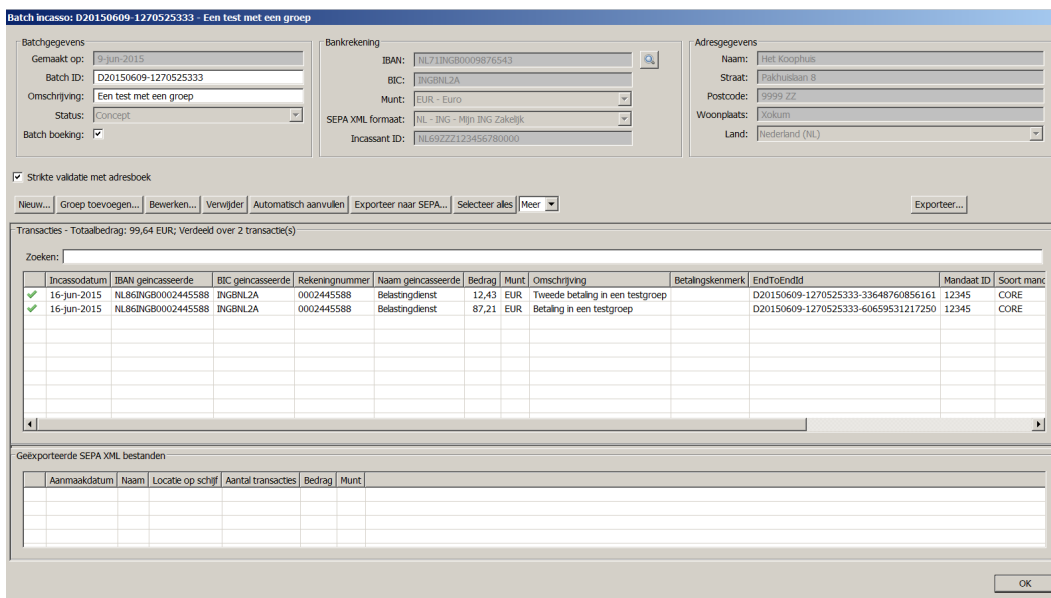 Batch incasso: D20150609-1270525333 - Een test met een groep
Batchgegevens
Gemaakt op: 9-jun-2015
Batch ID: D20150609-1270525333
Omschrijving: Een test met een groep
Status: Concept
Batch boeking:
Bankrekening
IBAN: NL71INGB0009876543
BIC: INGBNL2A
Munt: EUR - Euro
SEPA XML formaat: NL - ING - Mijn ING Zakelijk
Incassant ID: NL69ZZZ123456780000
Adresgegevens
Naam: Het Koophuis
Straat: Pakhuislaan 8
Postcode: 9999 ZZ
Woonplaats: Xokum
Land: Nederland (NL)
Strikte validatie met adresboek
Nieuw... Groep toevoegen... Bewerken... Verwijder Automatisch aanvullen Exporteer naar SEPA... Selecteer alles Meer Exporteer...
Transacties - Totaalbedrag: 99,64 EUR; Verdeeld over 2 transactie(s)
Zoeken:
Incassodatum IBAN geincasseerde BIC geincasseerde Rekeningnummer Naam geincasseerde Bedrag Munt Omschrijving Betalingskenmerk EndToEndId Mandaat ID Soort manc
16-jun-2015 NL86INGB0002445588 INGBNL2A 0002445588 Belastingdienst 12,43 EUR Tweede betaling in een testgroep D20150609-1270525333-33648760856161 12345 CORE
16-jun-2015 NL86INGB0002445588 INGBNL2A 0002445588 Belastingdienst 87,21 EUR Betaling in een testgroep D20150609-1270525333-60659531217250 12345 CORE
Geëxporteerde SEPA XML bestanden
Aanmaakdatum Naam Locatie op schijf Aantal transacties Bedrag Munt
OK